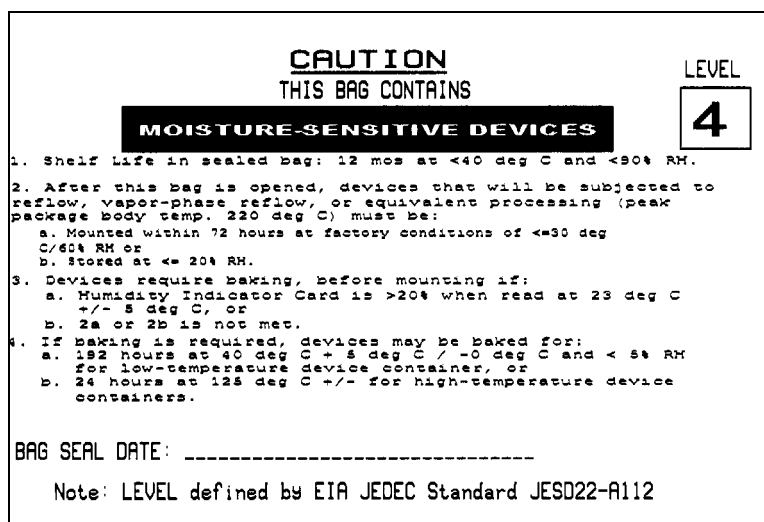 CAUTION
THIS BAG CONTAINS
LEVEL
MOISTURE-SENSITIVE DEVICES
4
1. Shelf Life in sealed bag: 12 mos at <40 deg C and <90% RH.
2. After this bag is opened, devices that will be subjected to
reflow, vapor-phase reflow, or equivalent processing (peak
package body temp. 220 deg C) must be:
a. Mounted within 72 hours at factory conditions of <=30 deg
C/60% RH or
b. Stored at <= 20% RH.
3. Devices require baking, before mounting if:
a. Humidity Indicator Card is >20% when read at 23 deg C
+/- 5 deg C, or
b. 2a or 2b is not met.
4. If baking is required, devices may be baked for:
a. 192 hours at 40 deg C + 5 deg C / -0 deg C and < 5% RH
for low-temperature device container, or
b. 24 hours at 125 deg C +/- for high-temperature device
containers.
BAG SEAL DATE: _______________________________
Note: LEVEL defined by EIA JEDEC Standard JESD22-A112